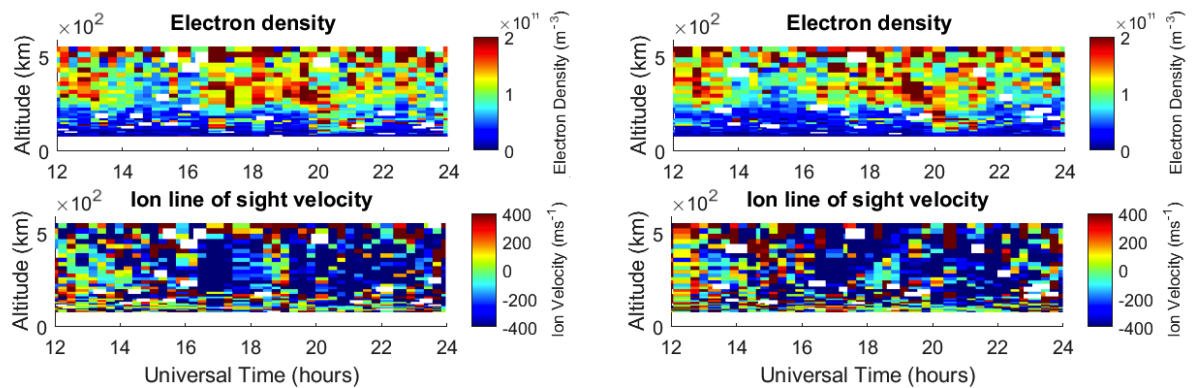 ×10²
Electron density
×10¹¹
Altitude (km)
5
0
12 14 16 18 20 22 24
2
1
0
Electron Density (m⁻³)
×10²
Ion line of sight velocity
Altitude (km)
5
0
12 14 16 18 20 22 24
Universal Time (hours)
400
200
0
-200
-400
Ion Velocity (ms⁻¹)
×10²
Electron density
×10¹¹
Altitude (km)
5
0
12 14 16 18 20 22 24
2
1
0
Electron Density (m⁻³)
×10²
Ion line of sight velocity
Altitude (km)
5
0
12 14 16 18 20 22 24
Universal Time (hours)
400
200
0
-200
-400
Ion Velocity (ms⁻¹)